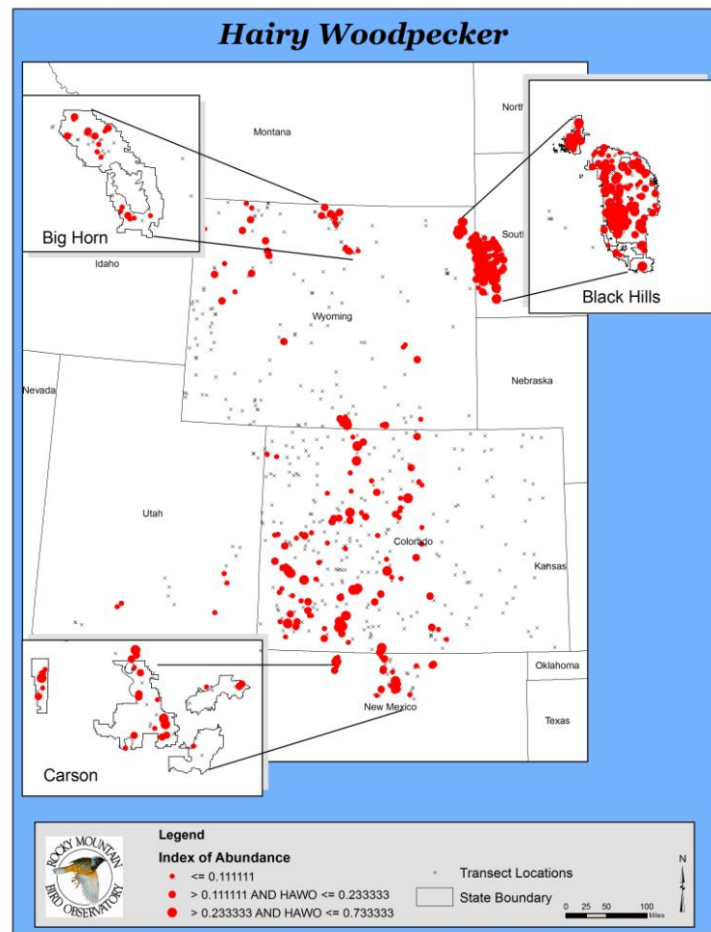 Hairy Woodpecker
North
Montana
Big Horn
South
Black Hills
Idaho
Wyoming
Nebraska
Nevada
Utah
Colorado
Kansas
Oklahoma
New Mexico
Texas
Carson
Legend
Index of Abundance
<= 0.111111
> 0.111111 AND HAWO <= 0.233333
> 0.233333 AND HAWO <= 0.733333
Transect Locations
State Boundary
N
0 25 50 100
Miles
ROCKY MOUNTAIN
BIRD OBSERVATORY